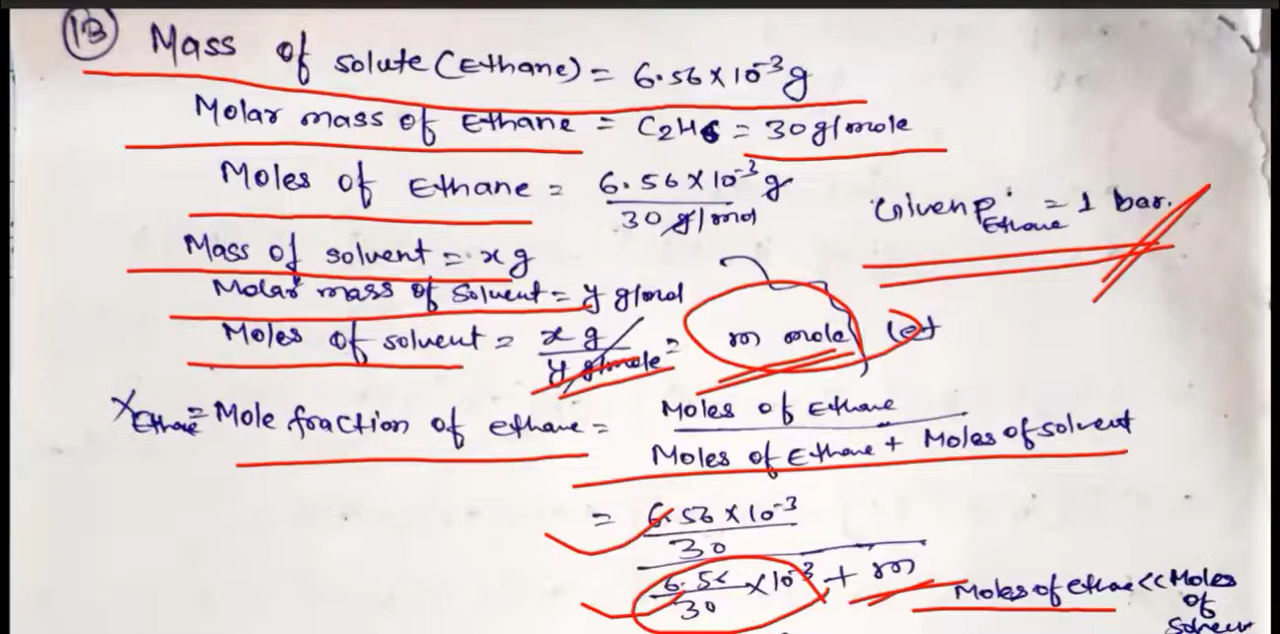 13 Mass of solute (Ethane) = 6.56 × 10⁻³ g
Molar mass of Ethane = C₂H₆ = 30 g/mole
Moles of Ethane = 6.56 × 10⁻³ g / 30 g/mol
Given P Ethane = 1 bar.
Mass of solvent = x g
Molar mass of solvent = y g/mol
Moles of solvent = x g / y g/mole = m mole (let
X Ethane = Mole fraction of ethane = Moles of Ethane / Moles of Ethane + Moles of solvent
= 6.56 × 10⁻³ / 30
6.56 / 30 × 10⁻³ + m
Moles of ethane << Moles
of